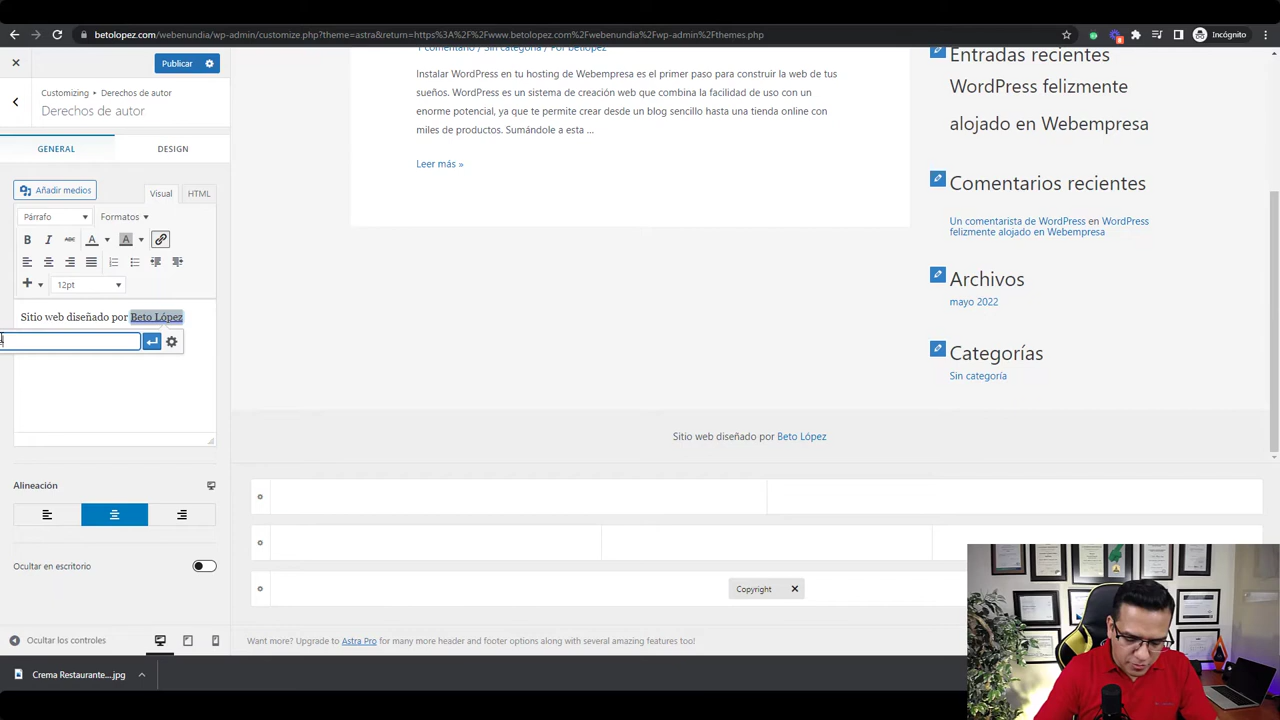 betolopez.com/webenundia/wp-admin/customize.php?theme=astra&return=https%3A%2F%2Fwww.betolopez.com%2Fwebenundia%2Fwp-admin%2Fthemes.php
Incógnito
Publicar
Customizing ▸ Derechos de autor
Derechos de autor
GENERAL
DESIGN
Añadir medios
Visual
HTML
Párrafo
Formatos
B I ABC A A
12pt
Sitio web diseñado por Beto López
Alineación
Ocultar en escritorio
Ocultar los controles
1 comentario / Sin categoría / Por betlopez
Instalar WordPress en tu hosting de Webempresa es el primer paso para construir la web de tus
sueños. WordPress es un sistema de creación web que combina la facilidad de uso con un
enorme potencial, ya que te permite crear desde un blog sencillo hasta una tienda online con
miles de productos. Sumándole a esta ...
Leer más »
Entradas recientes
WordPress felizmente
alojado en Webempresa
Comentarios recientes
Un comentarista de WordPress en WordPress
felizmente alojado en Webempresa
Archivos
mayo 2022
Categorías
Sin categoría
Sitio web diseñado por Beto López
Copyright
Want more? Upgrade to Astra Pro for many more header and footer options along with several amazing features too!
Crema Restaurante....jpg